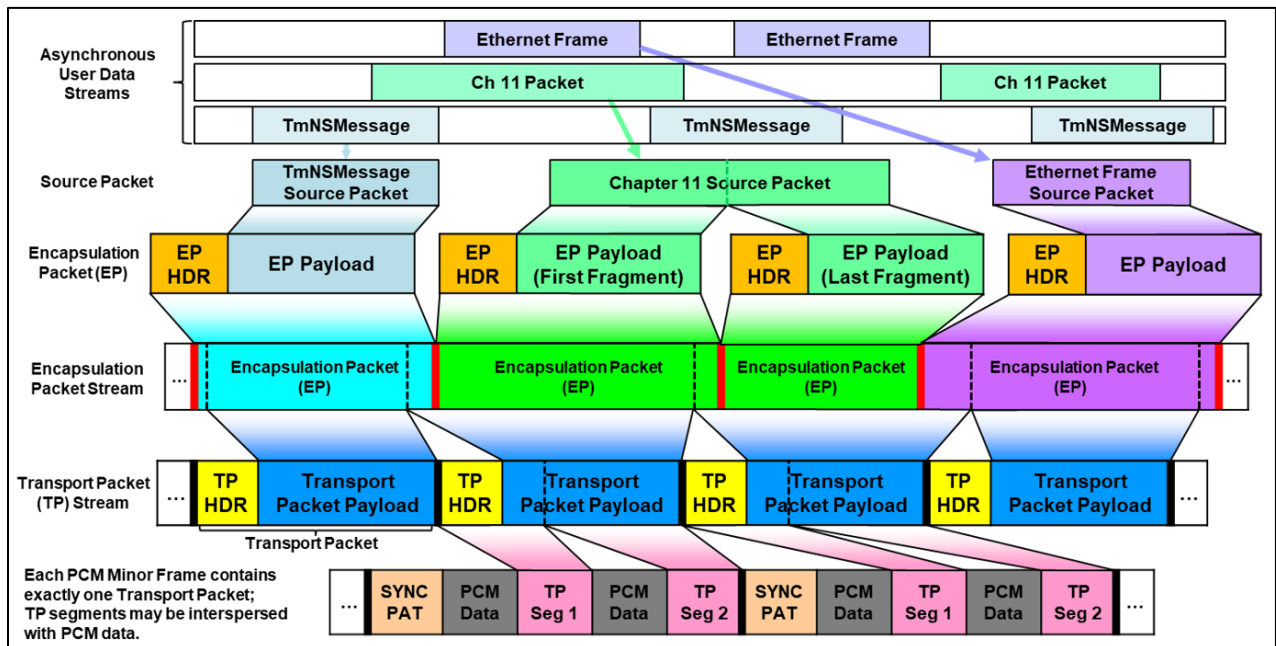 Asynchronous
User Data
Streams
Ethernet Frame
Ethernet Frame
Ch 11 Packet
Ch 11 Packet
TmNSMessage
TmNSMessage
TmNSMessage
Source Packet
TmNSMessage
Source Packet
Chapter 11 Source Packet
Ethernet Frame
Source Packet
Encapsulation
Packet (EP)
EP
HDR
EP Payload
EP
HDR
EP Payload
(First Fragment)
EP
HDR
EP Payload
(Last Fragment)
EP
HDR
EP Payload
Encapsulation
Packet Stream
...
Encapsulation Packet
(EP)
Encapsulation Packet
(EP)
Encapsulation Packet
(EP)
Encapsulation Packet
(EP)
...
Transport Packet
(TP) Stream
...
TP
HDR
Transport
Packet Payload
TP
HDR
Transport
Packet Payload
TP
HDR
Transport
Packet Payload
TP
HDR
Transport
Packet Payload
...
Transport Packet
Each PCM Minor Frame contains
exactly one Transport Packet;
TP segments may be interspersed
with PCM data.
...
SYNC
PAT
PCM
Data
TP
Seg 1
PCM
Data
TP
Seg 2
SYNC
PAT
PCM
Data
TP
Seg 1
PCM
Data
TP
Seg 2
...